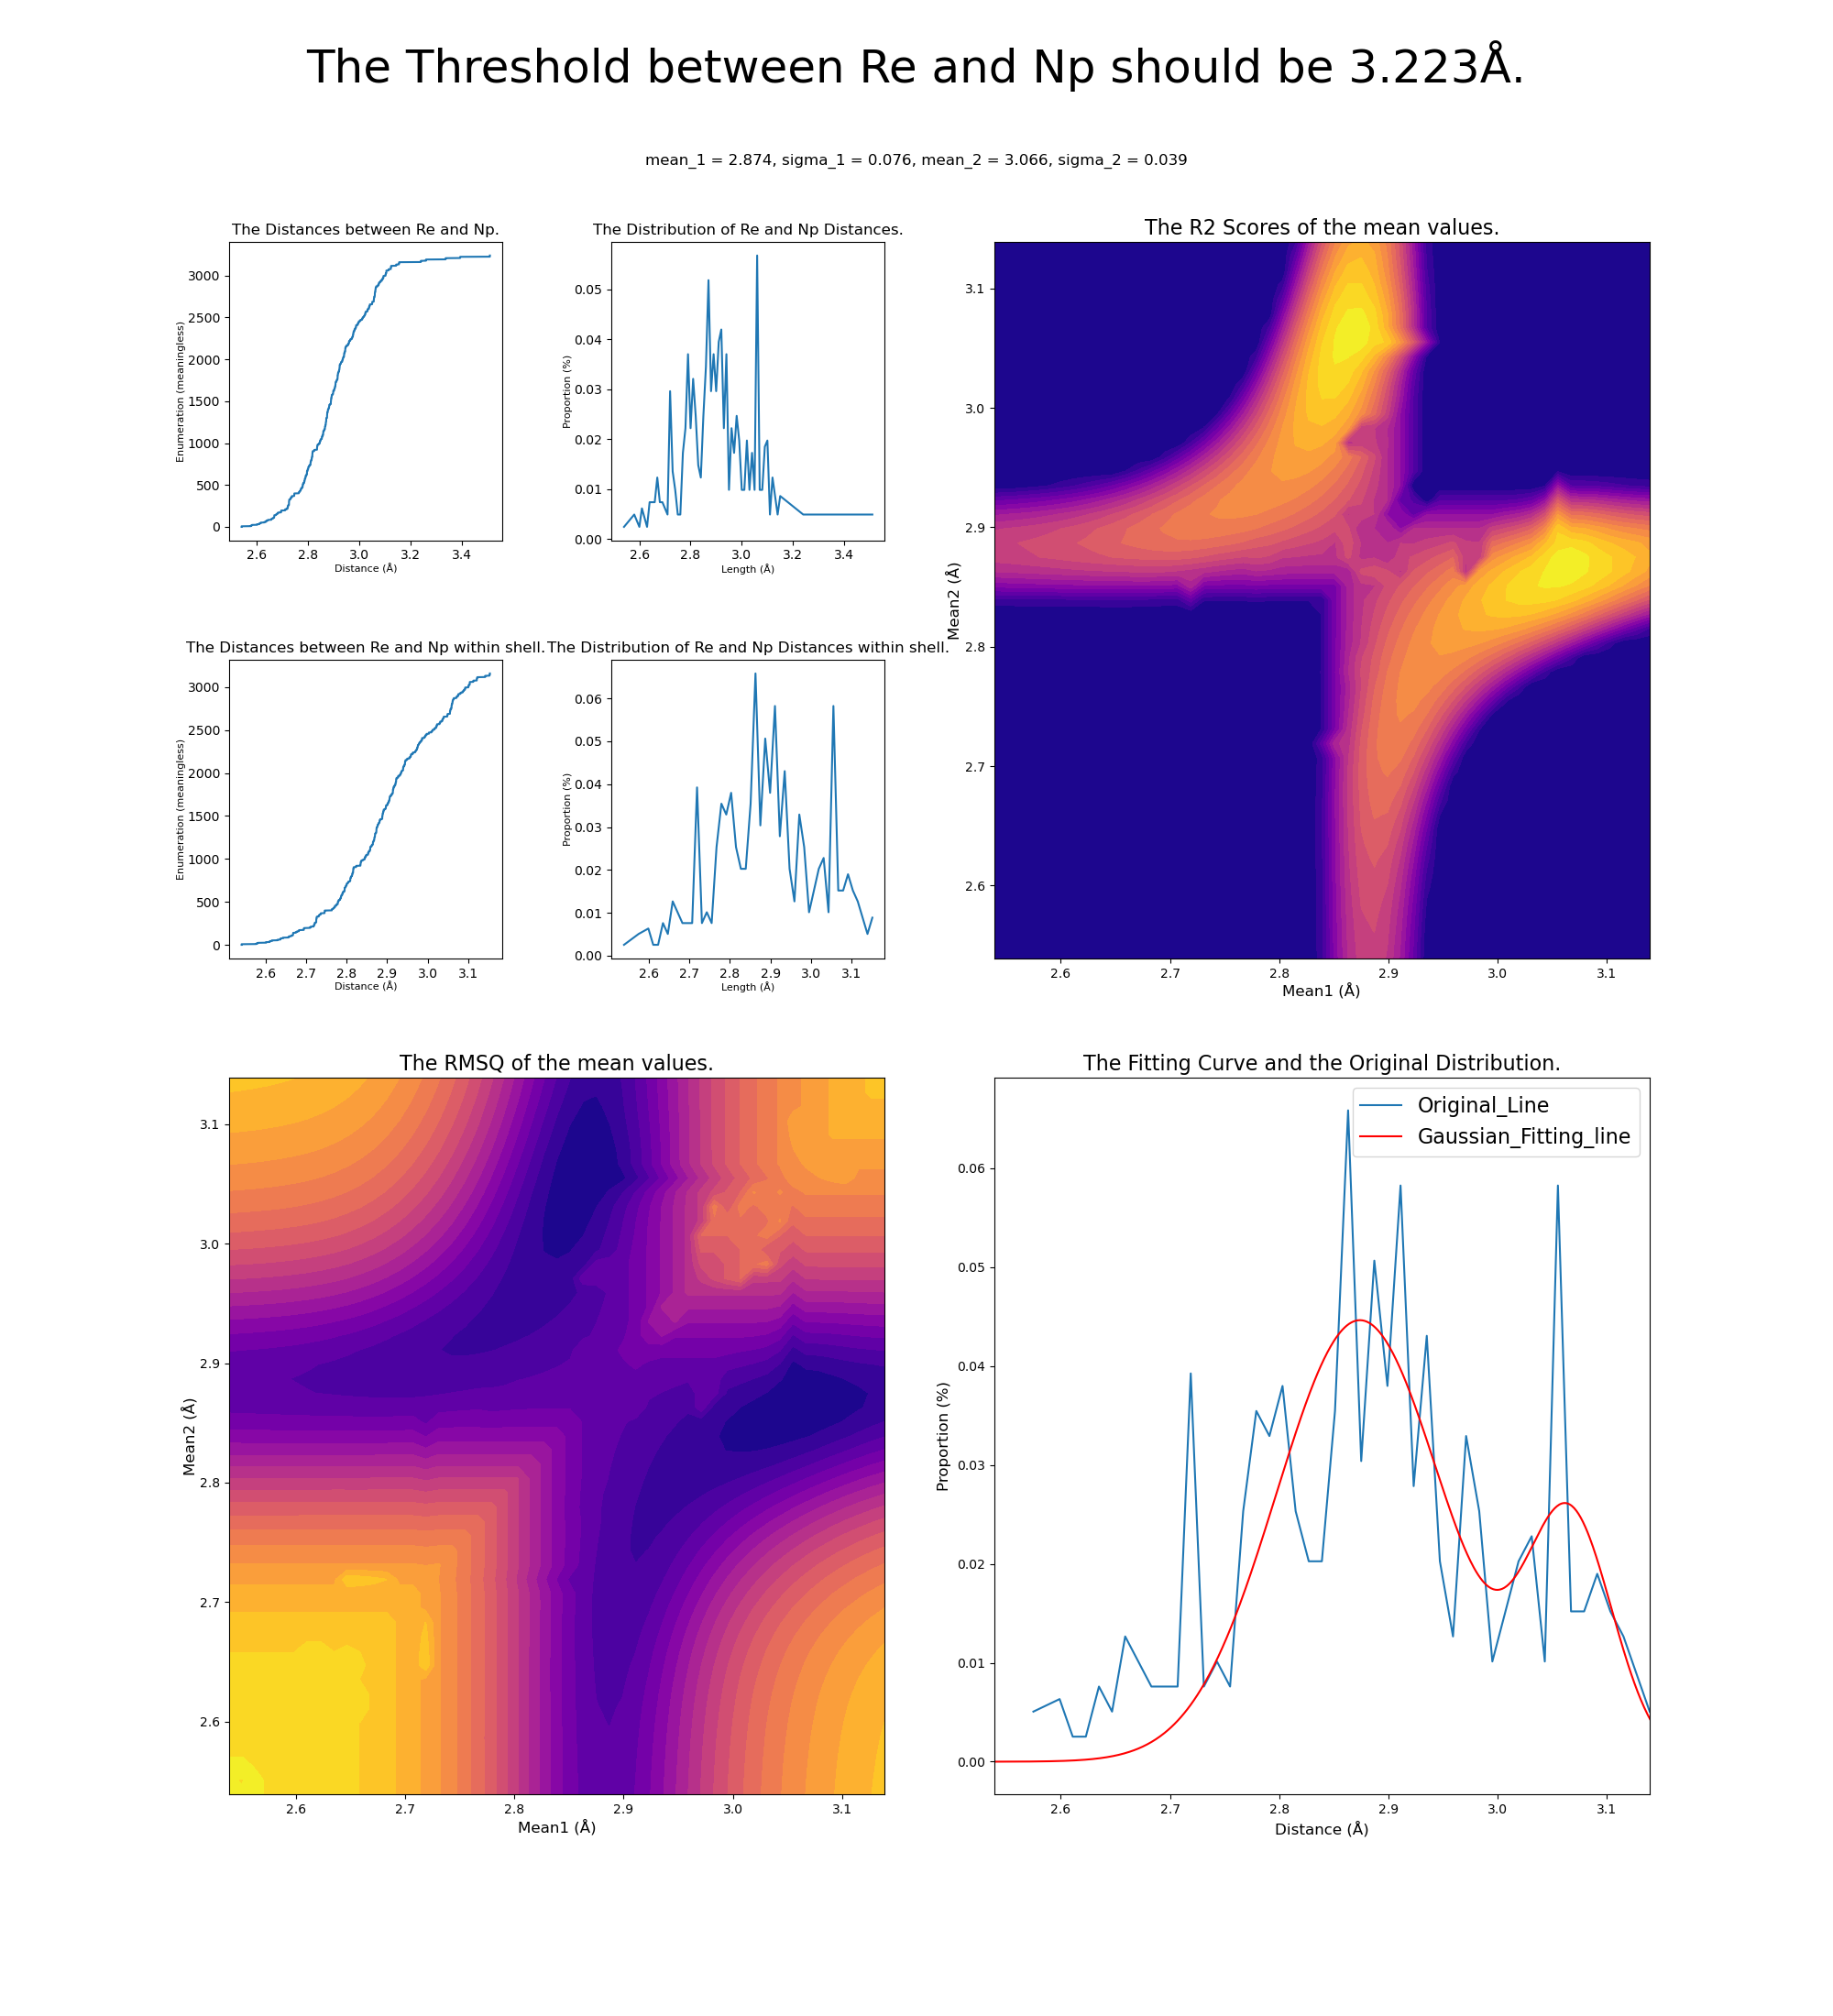 The Threshold between Re and Np should be 3.223Å.
mean_1 = 2.874, sigma_1 = 0.076, mean_2 = 3.066, sigma_2 = 0.039
The Distances between Re and Np.
Enumeration (meaningless)
3000
2500
2000
1500
1000
500
0
2.6 2.8 3.0 3.2 3.4
Distance (Å)
The Distribution of Re and Np Distances.
Proportion (%)
0.05
0.04
0.03
0.02
0.01
0.00
2.6 2.8 3.0 3.2 3.4
Length (Å)
The R2 Scores of the mean values.
Mean2 (Å)
3.1
3.0
2.9
2.8
2.7
2.6
2.6 2.7 2.8 2.9 3.0 3.1
Mean1 (Å)
The Distances between Re and Np within shell.
Enumeration (meaningless)
3000
2500
2000
1500
1000
500
0
2.6 2.7 2.8 2.9 3.0 3.1
Distance (Å)
The Distribution of Re and Np Distances within shell.
Proportion (%)
0.06
0.05
0.04
0.03
0.02
0.01
0.00
2.6 2.7 2.8 2.9 3.0 3.1
Length (Å)
The RMSQ of the mean values.
Mean2 (Å)
3.1
3.0
2.9
2.8
2.7
2.6
2.6 2.7 2.8 2.9 3.0 3.1
Mean1 (Å)
The Fitting Curve and the Original Distribution.
Original_Line
Gaussian_Fitting_line
Proportion (%)
0.06
0.05
0.04
0.03
0.02
0.01
0.00
2.6 2.7 2.8 2.9 3.0 3.1
Distance (Å)